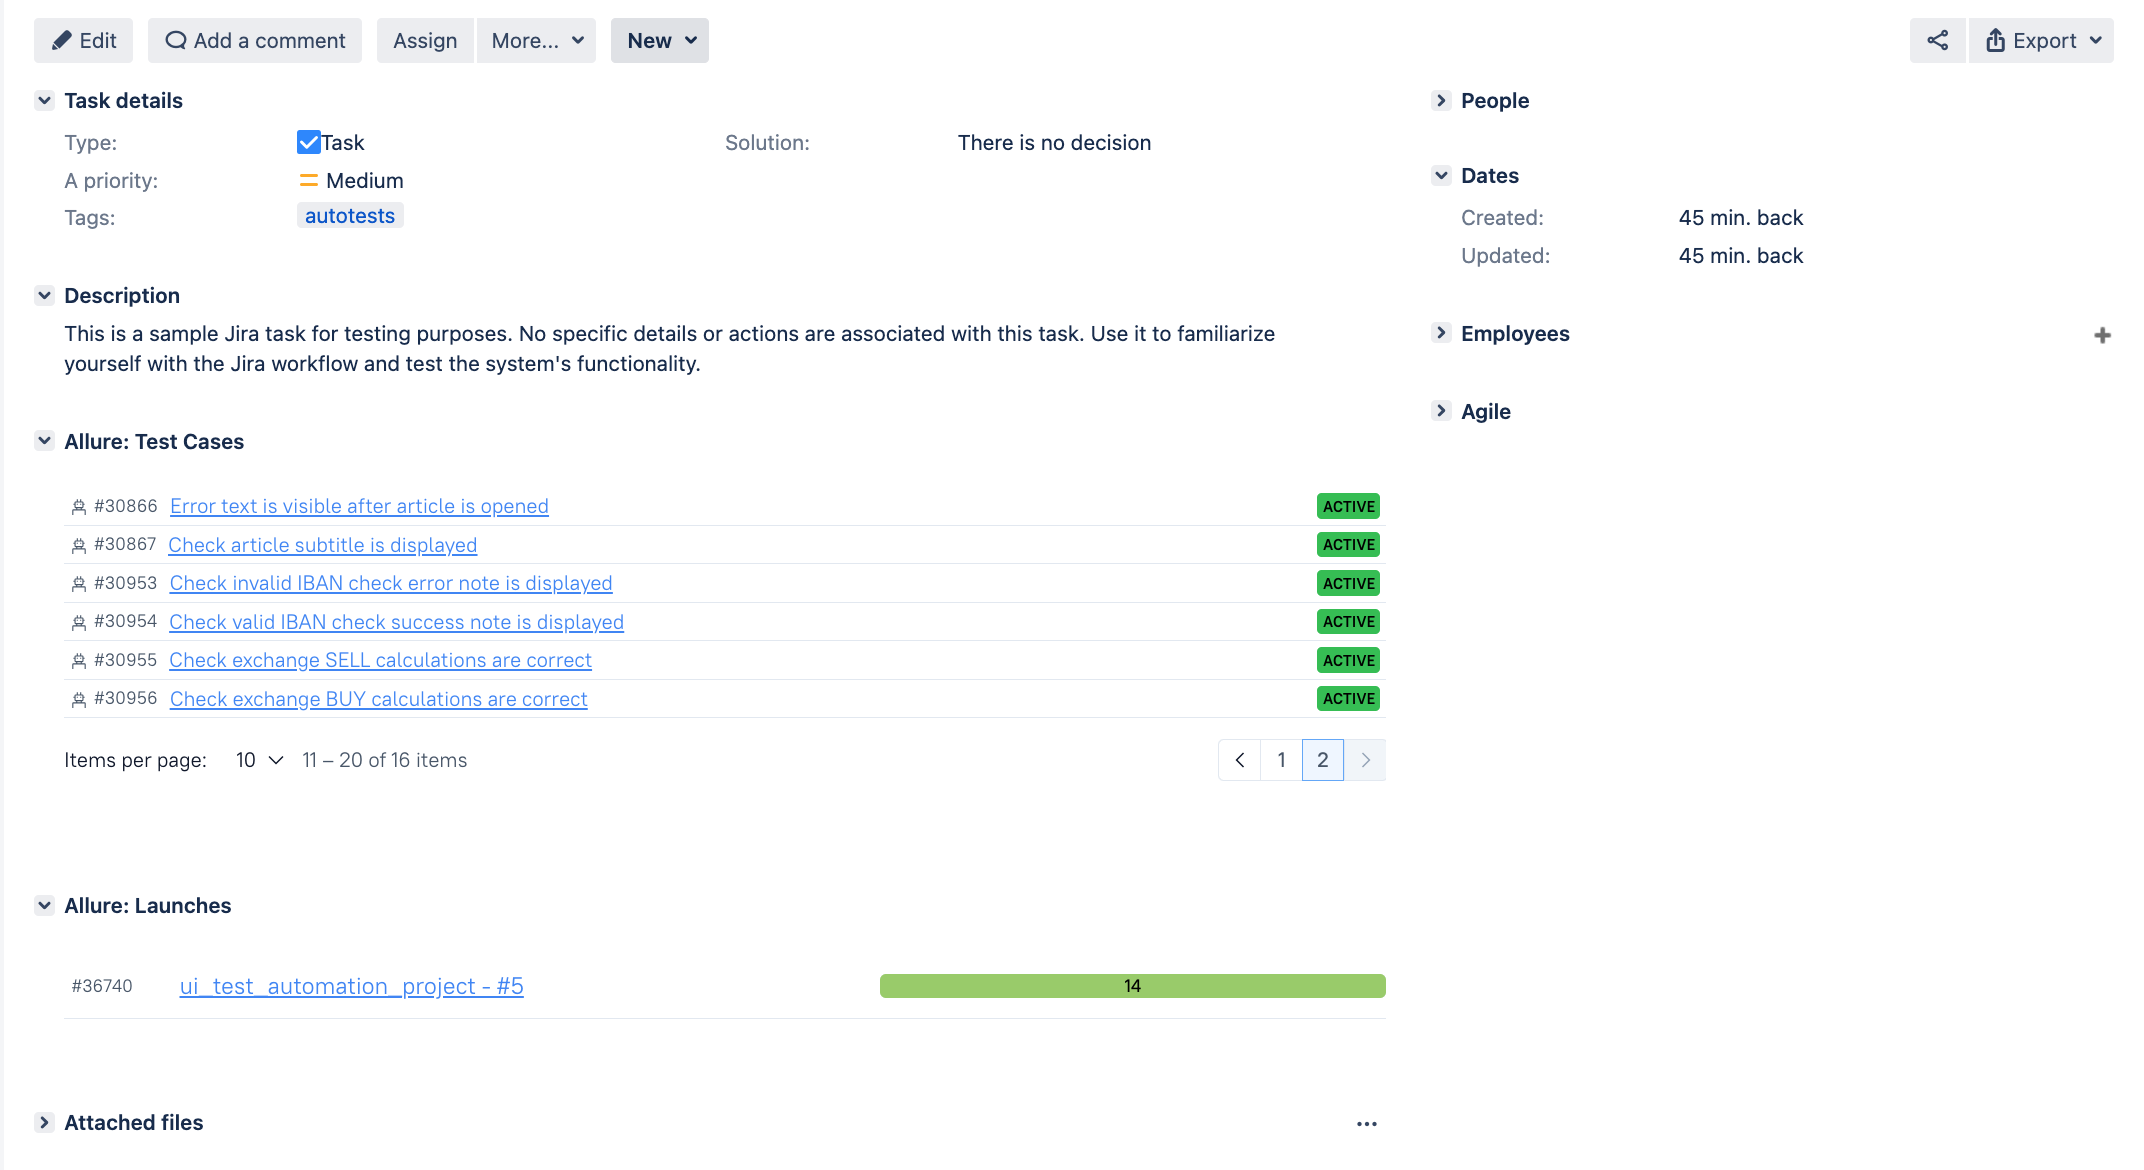 Edit Add a comment Assign More... New Export
Task details
Type: Task Solution: There is no decision
A priority: Medium
Tags: autotests
Description
This is a sample Jira task for testing purposes. No specific details or actions are associated with this task. Use it to familiarize
yourself with the Jira workflow and test the system's functionality.
Allure: Test Cases
#30866 Error text is visible after article is opened ACTIVE
#30867 Check article subtitle is displayed ACTIVE
#30953 Check invalid IBAN check error note is displayed ACTIVE
#30954 Check valid IBAN check success note is displayed ACTIVE
#30955 Check exchange SELL calculations are correct ACTIVE
#30956 Check exchange BUY calculations are correct ACTIVE
Items per page: 10 11 – 20 of 16 items 1 2
Allure: Launches
#36740 ui_test_automation_project - #5 14
Attached files
People
Dates
Created: 45 min. back
Updated: 45 min. back
Employees
Agile